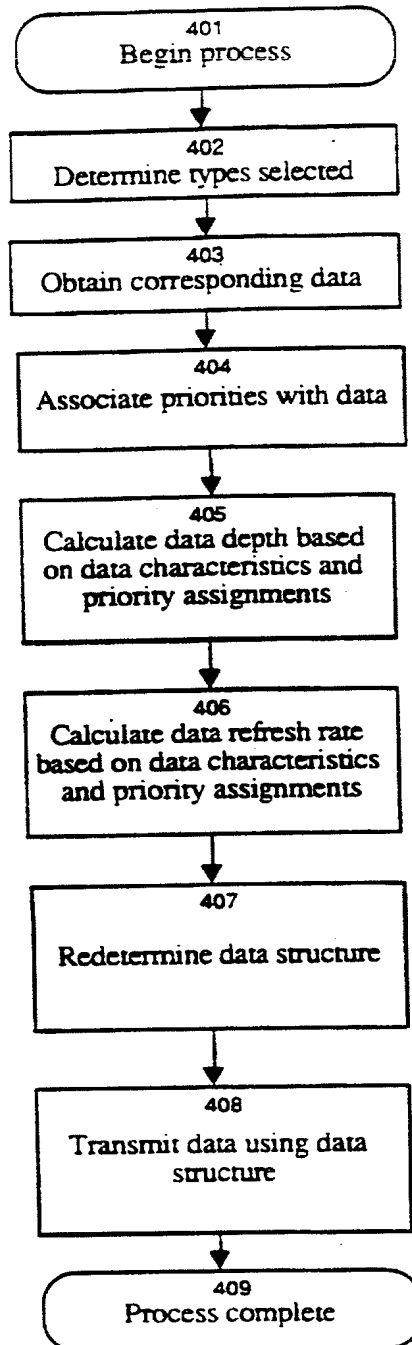 401
Begin process
402
Determine types selected
403
Obtain corresponding data
404
Associate priorities with data
405
Calculate data depth based
on data characteristics and
priority assignments
406
Calculate data refresh rate
based on data characteristics
and priority assignments
407
Redetermine data structure
408
Transmit data using data
structure
409
Process complete